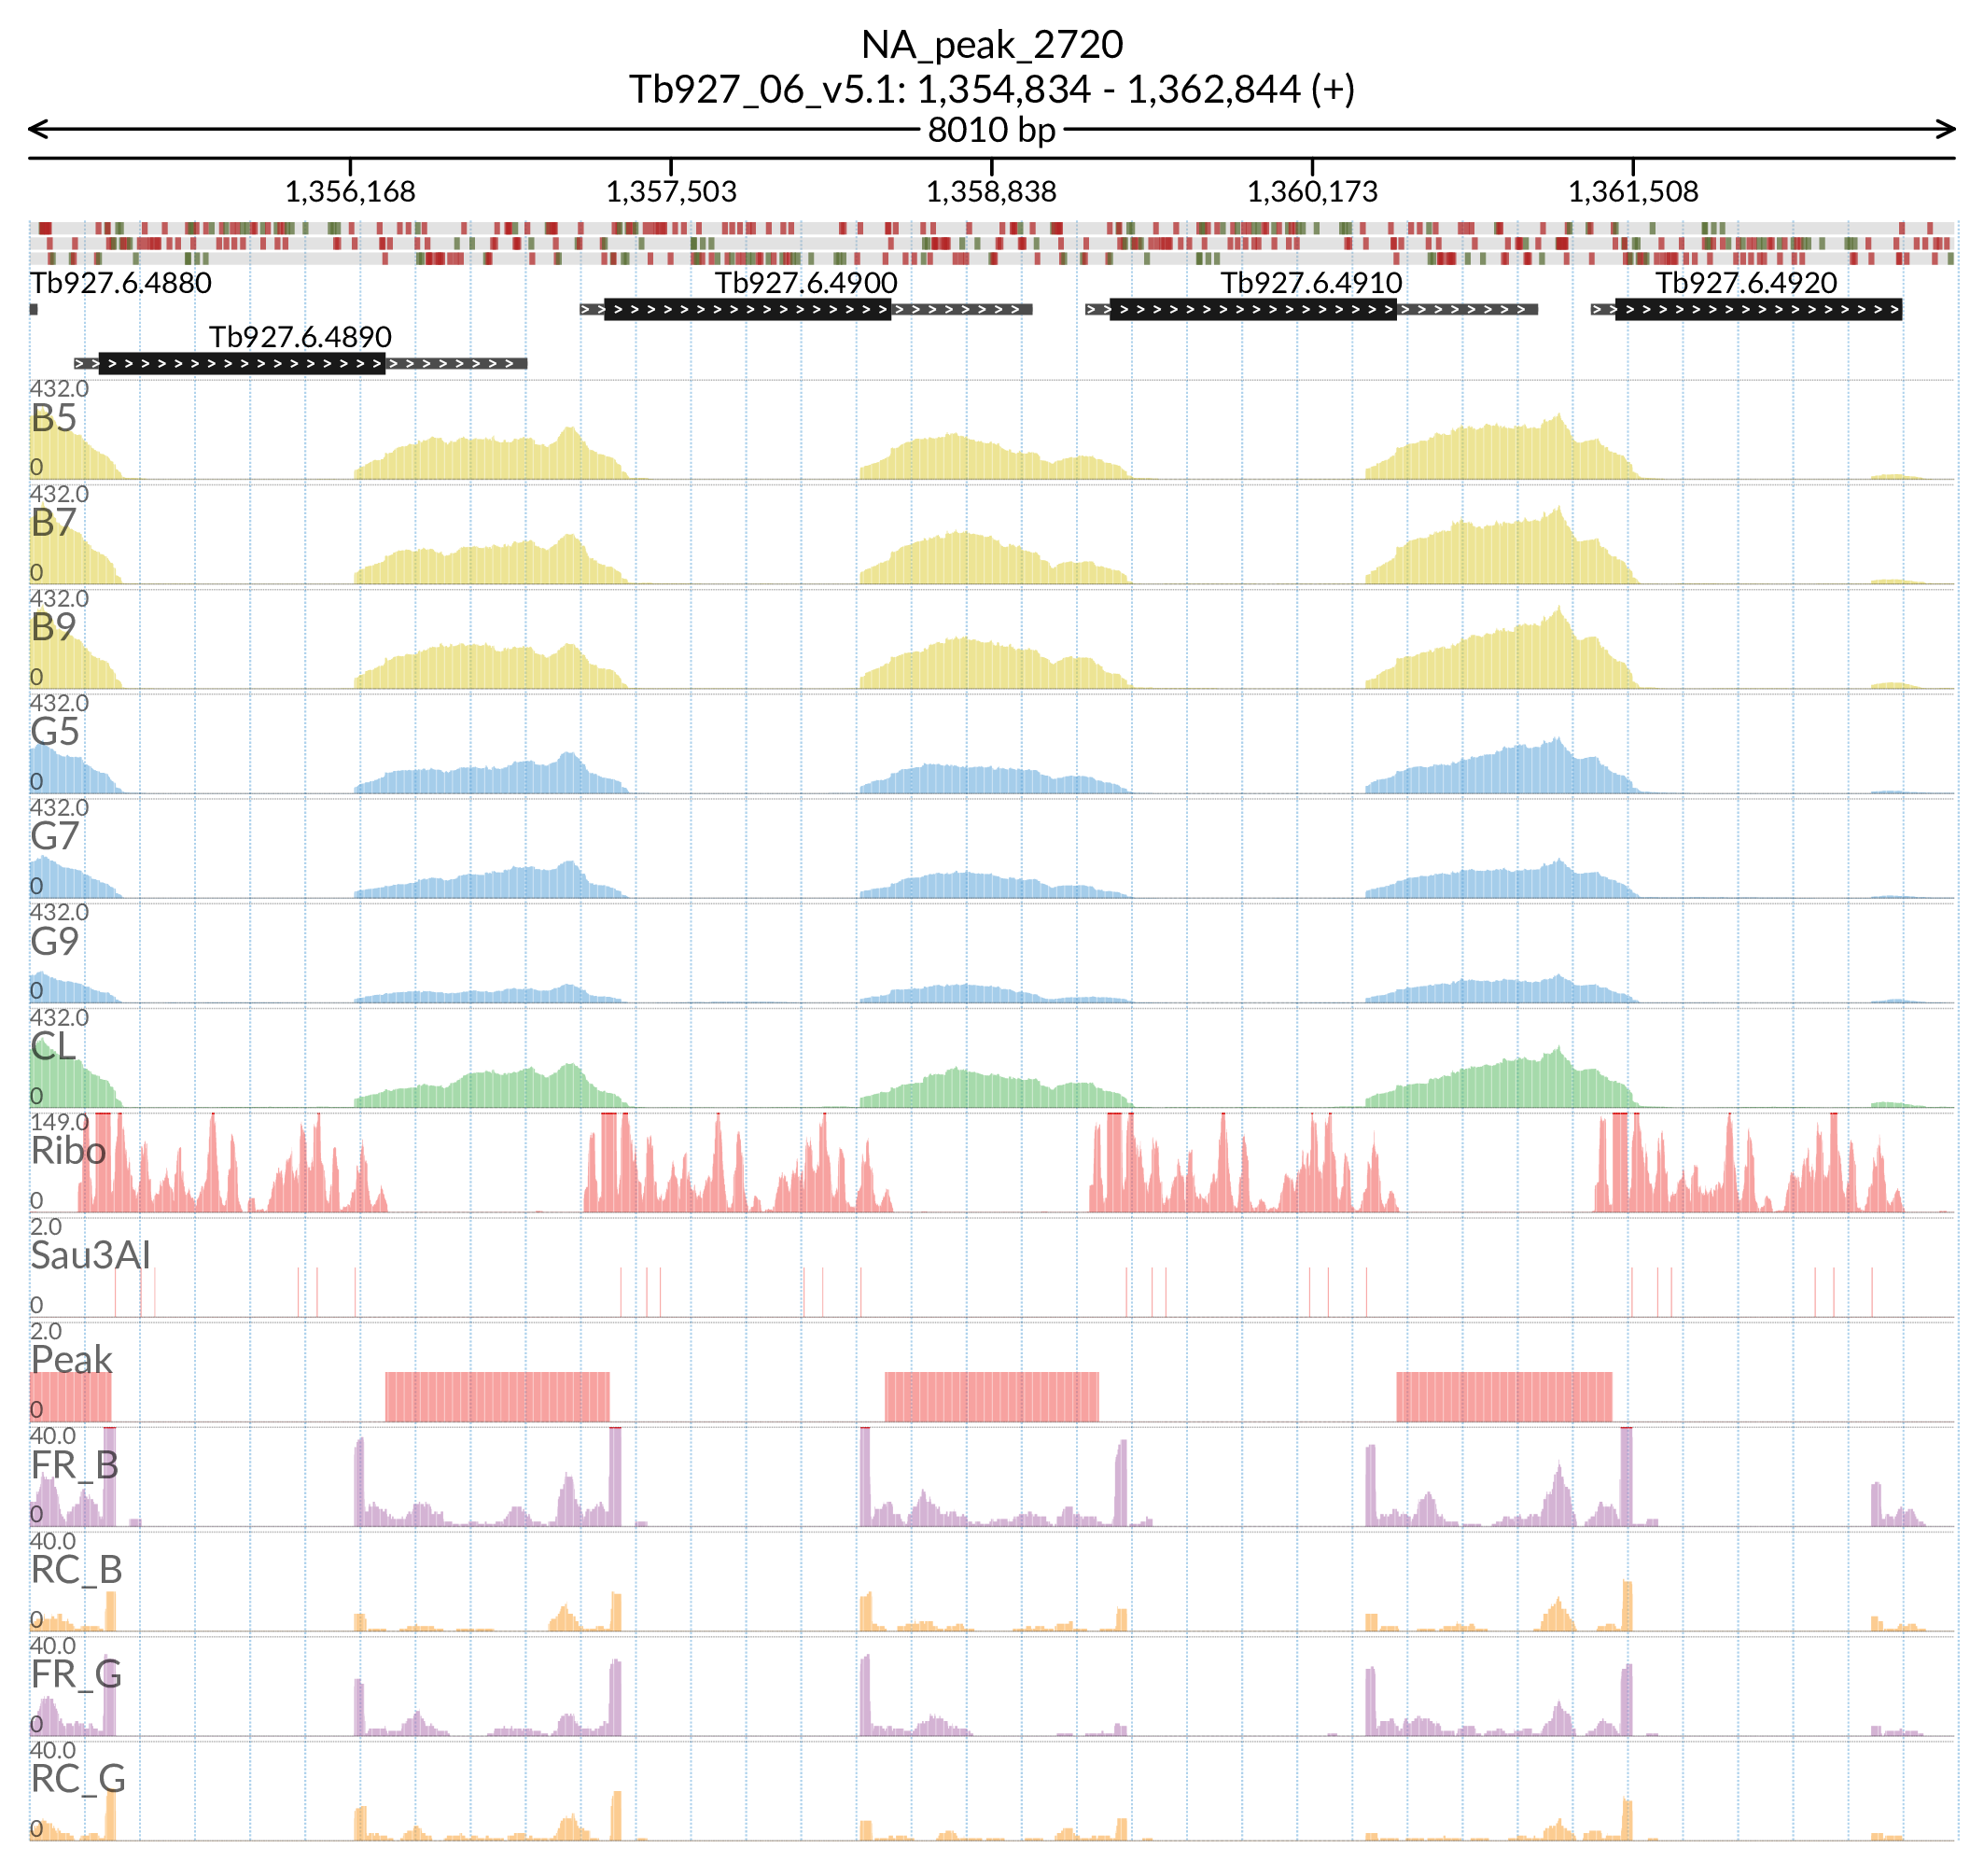 NA_peak_2720
Tb927_06_v5.1: 1,354,834 - 1,362,844 (+)
8010 bp
1,356,168 1,357,503 1,358,838 1,360,173 1,361,508
Tb927.6.4880 Tb927.6.4900 Tb927.6.4910 Tb927.6.4920
Tb927.6.4890
432.0
B5
0
432.0
B7
0
432.0
B9
0
432.0
G5
0
432.0
G7
0
432.0
G9
0
432.0
CL
0
149.0
Ribo
0
2.0
Sau3AI
0
2.0
Peak
0
40.0
FR_B
0
40.0
RC_B
0
40.0
FR_G
0
40.0
RC_G
0